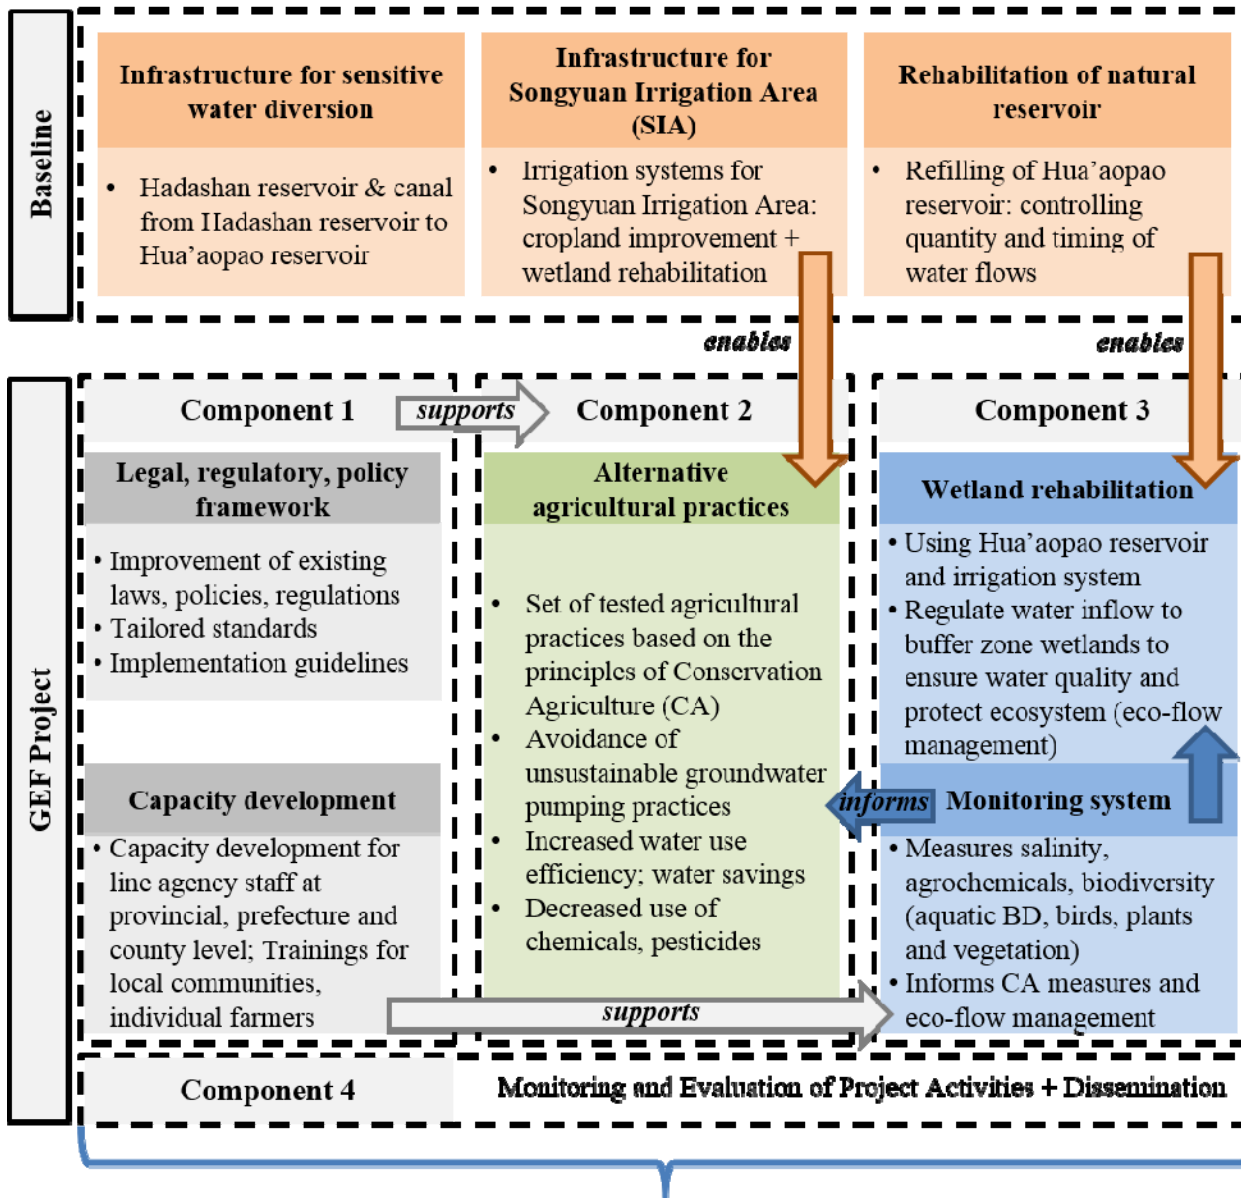 Baseline
Infrastructure for sensitive
water diversion
• Hadashan reservoir & canal
from Hadashan reservoir to
Hua’aopao reservoir
Infrastructure for
Songyuan Irrigation Area
(SIA)
• Irrigation systems for
Songyuan Irrigation Area:
cropland improvement +
wetland rehabilitation
Rehabilitation of natural
reservoir
• Refilling of Hua’aopao
reservoir: controlling
quantity and timing of
water flows
enables
enables
GEF Project
Component 1
supports
Component 2
Component 3
Legal, regulatory, policy
framework
• Improvement of existing
laws, policies, regulations
• Tailored standards
• Implementation guidelines
Capacity development
• Capacity development for
line agency staff at
provincial, prefecture and
county level; Trainings for
local communities,
individual farmers
Alternative
agricultural practices
• Set of tested agricultural
practices based on the
principles of Conservation
Agriculture (CA)
• Avoidance of
unsustainable groundwater
pumping practices
• Increased water use
efficiency; water savings
• Decreased use of
chemicals, pesticides
Wetland rehabilitation
• Using Hua’aopao reservoir
and irrigation system
• Regulate water inflow to
buffer zone wetlands to
ensure water quality and
protect ecosystem (eco-flow
management)
informs
Monitoring system
• Measures salinity,
agrochemicals, biodiversity
(aquatic BD, birds, plants
and vegetation)
• Informs CA measures and
eco-flow management
supports
Component 4
Monitoring and Evaluation of Project Activities + Dissemination